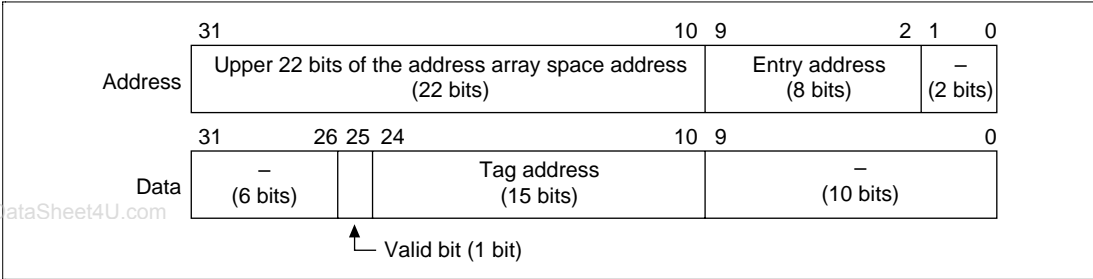 31 10 9 2 1 0
Address Upper 22 bits of the address array space address Entry address –
(22 bits) (8 bits) (2 bits)
31 26 25 24 10 9 0
Data – Tag address –
(6 bits) (15 bits) (10 bits)
Valid bit (1 bit)
DataSheet4U.com